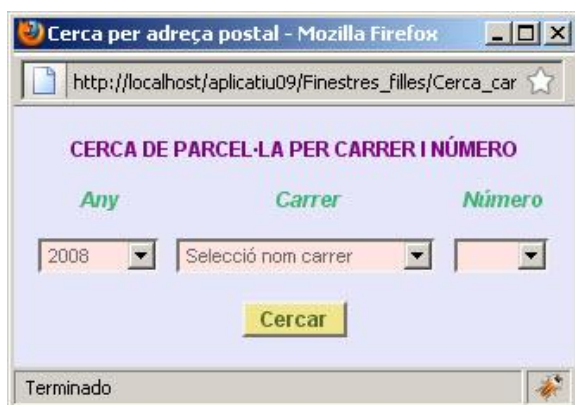 Cerca per adreça postal - Mozilla Firefox
http://localhost/aplicatiu09/Finestres_filles/Cerca_car
CERCA DE PARCEL·LA PER CARRER I NÚMERO
Any Carrer Número
2008 Selecció nom carrer
Cercar
Terminado